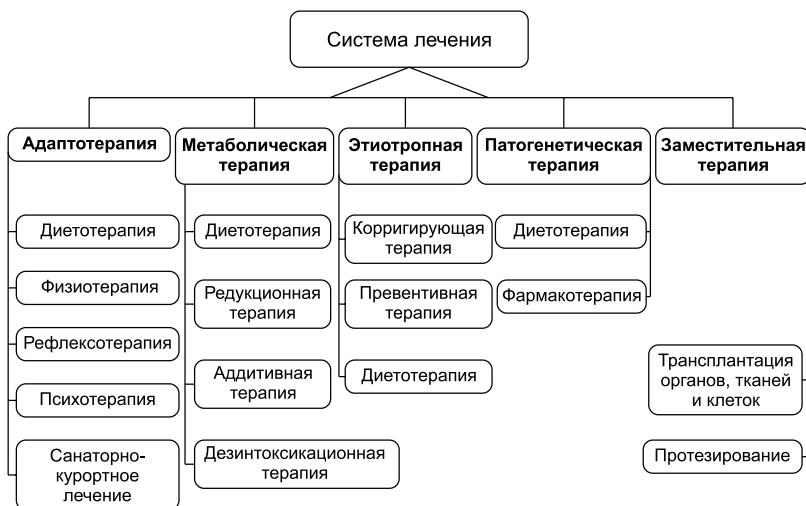 Система лечения
Адаптотерапия
Диетотерапия
Физиотерапия
Рефлексотерапия
Психотерапия
Санаторно-
курортное
лечение
Метаболическая
терапия
Диетотерапия
Редукционная
терапия
Аддитивная
терапия
Дезинтоксикационная
терапия
Этиотропная
терапия
Корригирующая
терапия
Превентивная
терапия
Диетотерапия
Патогенетическая
терапия
Диетотерапия
Фармакотерапия
Заместительная
терапия
Трансплантация
органов, тканей
и клеток
Протезирование